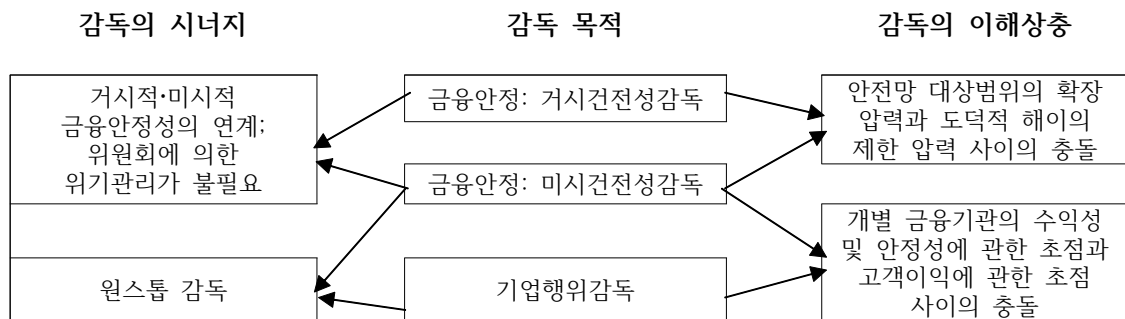 감독의 시너지
감독 목적
감독의 이해상충
거시적·미시적
금융안정성의 연계;
위원회에 의한
위기관리가 불필요
금융안정: 거시건전성감독
안전망 대상범위의 확장
압력과 도덕적 해이의
제한 압력 사이의 충돌
금융안정: 미시건전성감독
원스톱 감독
기업행위감독
개별 금융기관의 수익성
및 안정성에 관한 초점과
고객이익에 관한 초점
사이의 충돌